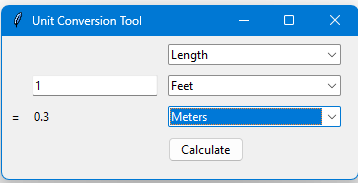 Unit Conversion Tool
Length
1 Feet
= 0.3 Meters
Calculate